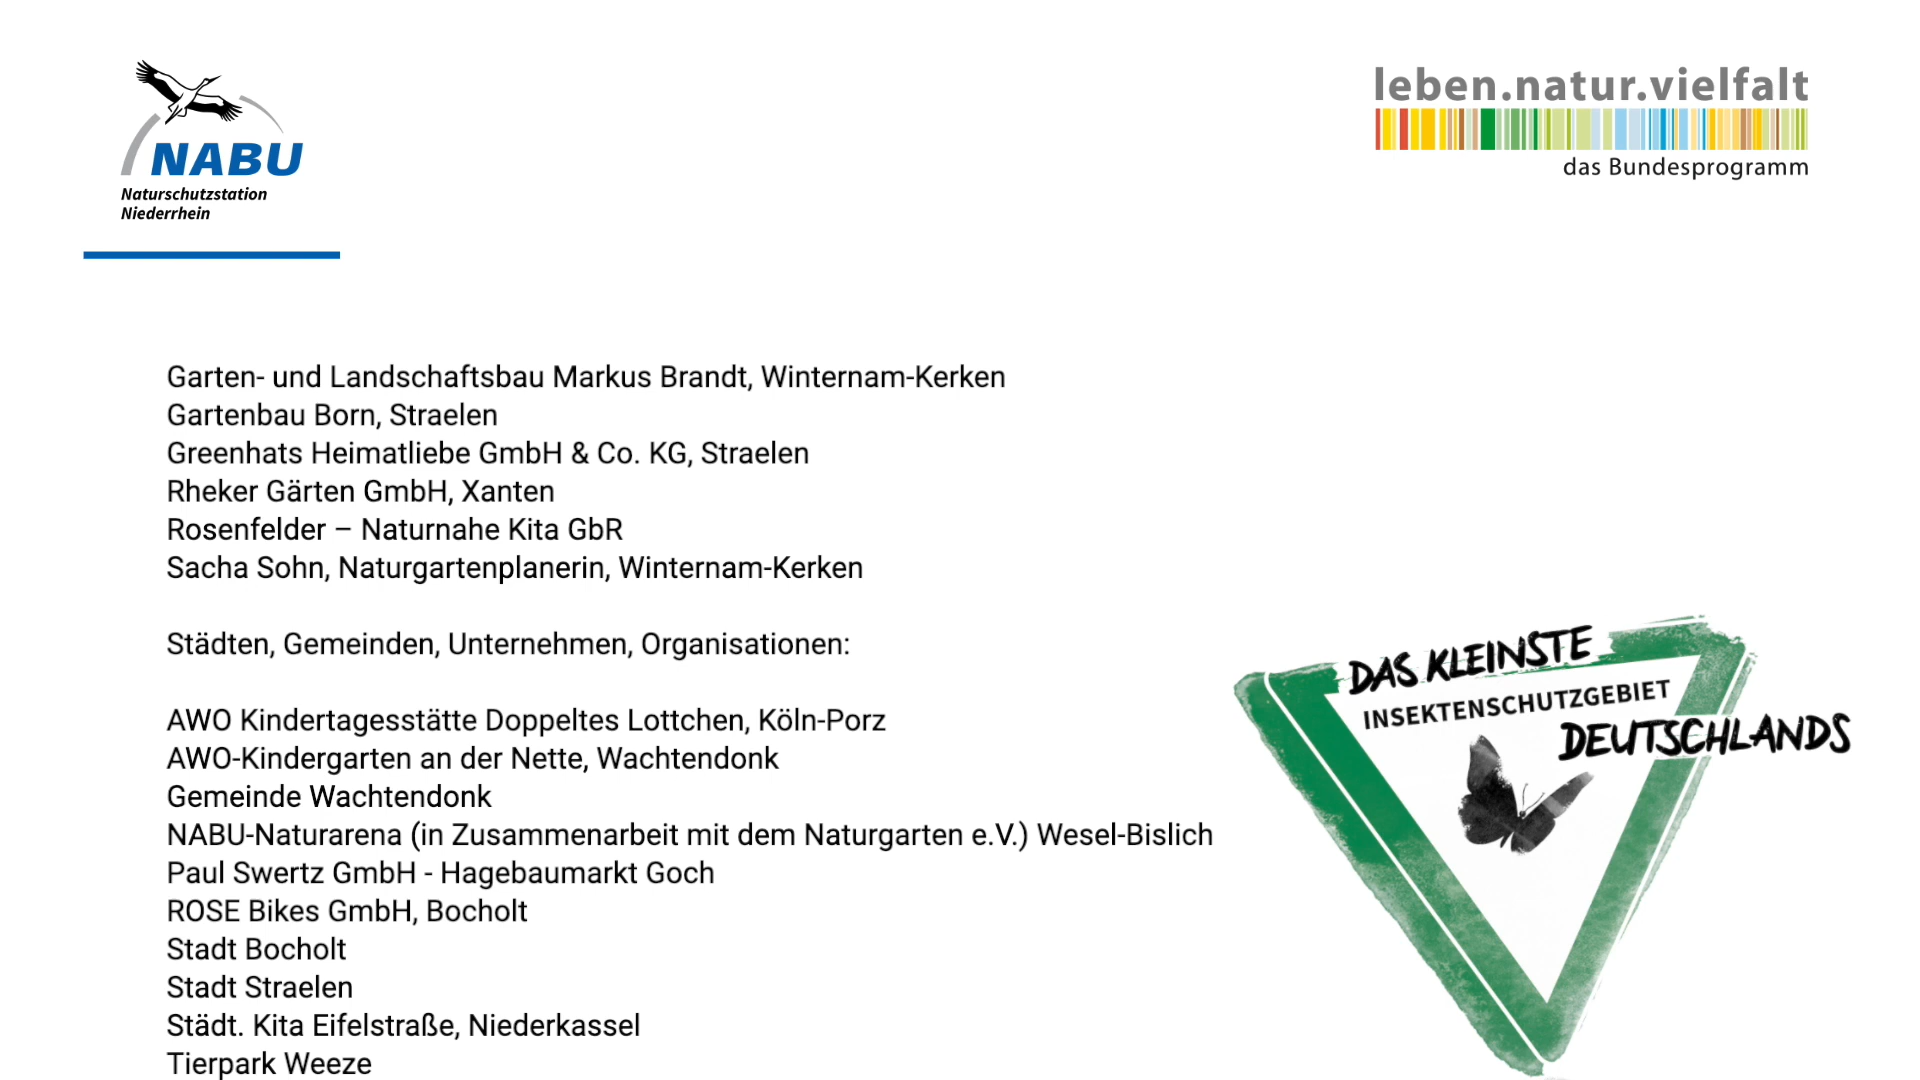 NABU
Naturschutzstation
Niederrhein
leben.natur.vielfalt
das Bundesprogramm
Garten- und Landschaftsbau Markus Brandt, Winternam-Kerken
Gartenbau Born, Straelen
Greenhats Heimatliebe GmbH & Co. KG, Straelen
Rheker Gärten GmbH, Xanten
Rosenfelder – Naturnahe Kita GbR
Sacha Sohn, Naturgartenplanerin, Winternam-Kerken
Städten, Gemeinden, Unternehmen, Organisationen:
AWO Kindertagesstätte Doppeltes Lottchen, Köln-Porz
AWO-Kindergarten an der Nette, Wachtendonk
Gemeinde Wachtendonk
NABU-Naturarena (in Zusammenarbeit mit dem Naturgarten e.V.) Wesel-Bislich
Paul Swertz GmbH - Hagebaumarkt Goch
ROSE Bikes GmbH, Bocholt
Stadt Bocholt
Stadt Straelen
Städt. Kita Eifelstraße, Niederkassel
Tierpark Weeze
DAS KLEINSTE
INSEKTENSCHUTZGEBIET
DEUTSCHLANDS